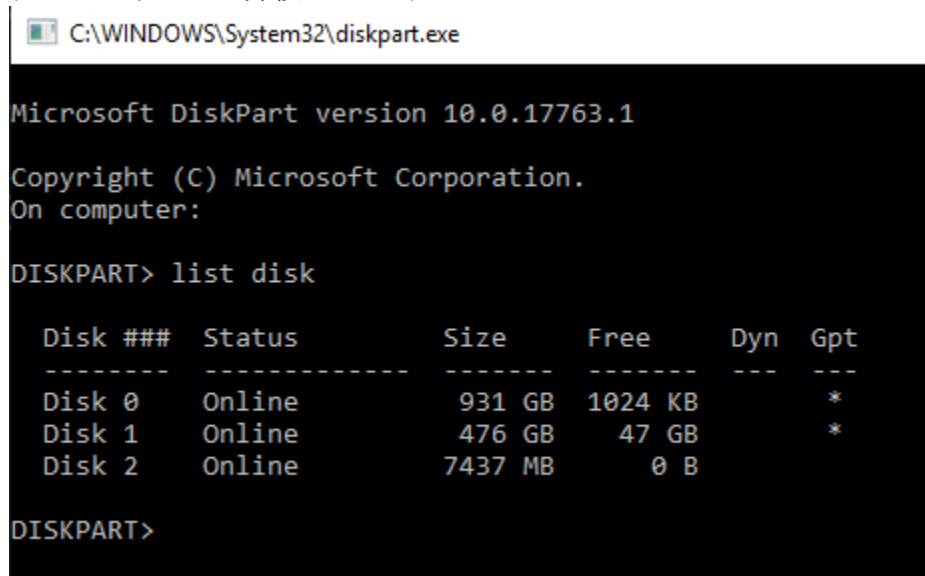 C:\WINDOWS\System32\diskpart.exe
Microsoft DiskPart version 10.0.17763.1
Copyright (C) Microsoft Corporation.
On computer:
DISKPART> list disk
Disk ###  Status         Size     Free     Dyn  Gpt
--------  -------------  -------  -------  ---  ---
Disk 0    Online          931 GB  1024 KB        *
Disk 1    Online          476 GB    47 GB        *
Disk 2    Online         7437 MB      0 B
DISKPART>